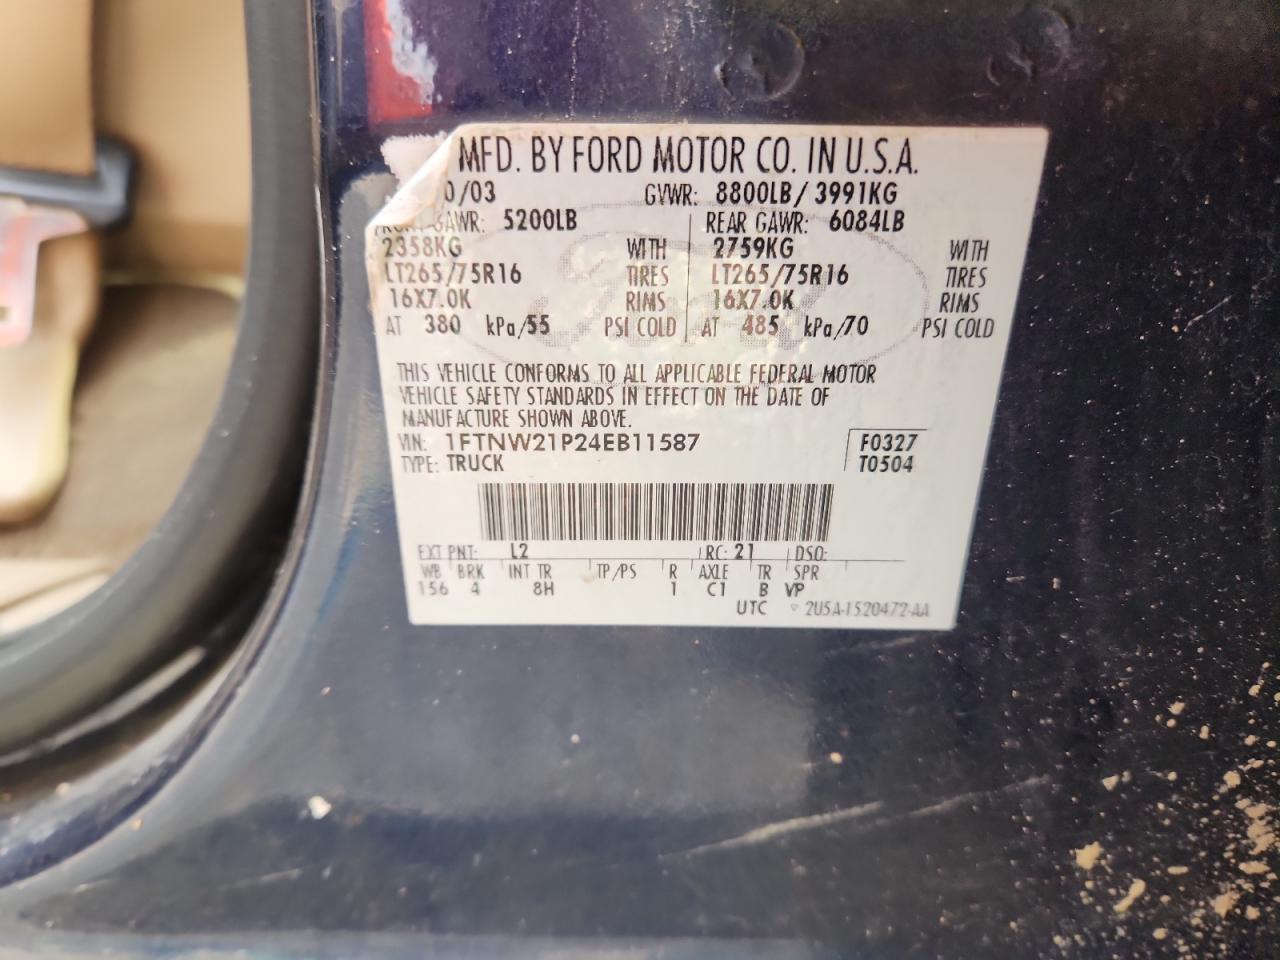 MFD. BY FORD MOTOR CO. IN U.S.A.
0/03 GVWR: 8800LB/ 3991KG
GAWR: 5200LB REAR GAWR: 6084LB
2358KG WITH 2759KG WITH
LT265/75R16 TIRES LT265/75R16 TIRES
16X7.0K RIMS 16X7.0K RIMS
AT 380 kPa/55 PSI COLD AT 485 kPa/70 PSI COLD
THIS VEHICLE CONFORMS TO ALL APPLICABLE FEDERAL MOTOR
VEHICLE SAFETY STANDARDS IN EFFECT ON THE DATE OF
MANUFACTURE SHOWN ABOVE.
VIN: 1FTNW21P24EB11587 F0327
TYPE: TRUCK T0504
EXT PNT: L2 RC: 21 DSO:
WB BRK INT TR TP/PS R AXLE TR SPR
156 4 8H 1 C1 B VP
UTC 2U5A-1520472-AA